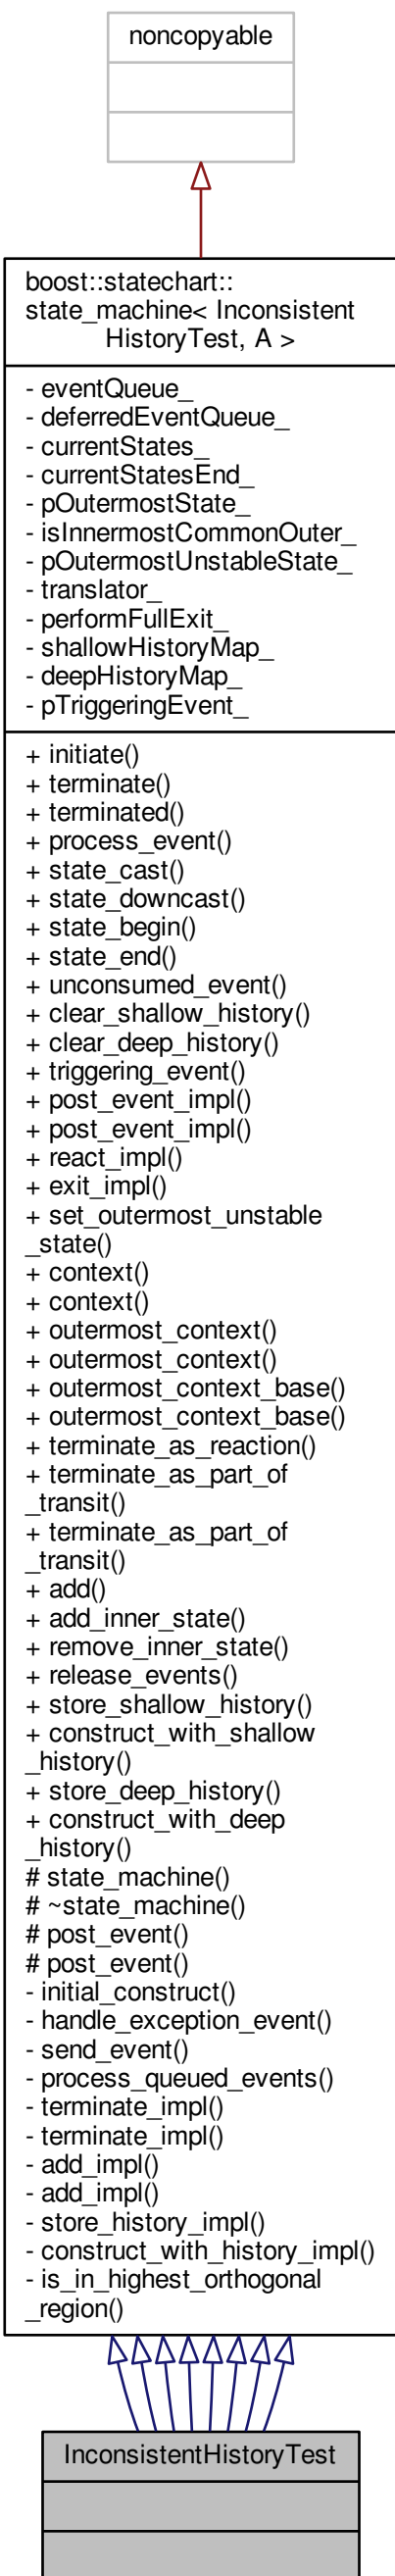 noncopyable
boost::statechart::
state_machine< Inconsistent
HistoryTest, A >
- eventQueue_
- deferredEventQueue_
- currentStates_
- currentStatesEnd_
- pOutermostState_
- isInnermostCommonOuter_
- pOutermostUnstableState_
- translator_
- performFullExit_
- shallowHistoryMap_
- deepHistoryMap_
- pTriggeringEvent_
+ initiate()
+ terminate()
+ terminated()
+ process_event()
+ state_cast()
+ state_downcast()
+ state_begin()
+ state_end()
+ unconsumed_event()
+ clear_shallow_history()
+ clear_deep_history()
+ triggering_event()
+ post_event_impl()
+ post_event_impl()
+ react_impl()
+ exit_impl()
+ set_outermost_unstable
_state()
+ context()
+ context()
+ outermost_context()
+ outermost_context()
+ outermost_context_base()
+ outermost_context_base()
+ terminate_as_reaction()
+ terminate_as_part_of
_transit()
+ terminate_as_part_of
_transit()
+ add()
+ add_inner_state()
+ remove_inner_state()
+ release_events()
+ store_shallow_history()
+ construct_with_shallow
_history()
+ store_deep_history()
+ construct_with_deep
_history()
# state_machine()
# ~state_machine()
# post_event()
# post_event()
- initial_construct()
- handle_exception_event()
- send_event()
- process_queued_events()
- terminate_impl()
- terminate_impl()
- add_impl()
- add_impl()
- store_history_impl()
- construct_with_history_impl()
- is_in_highest_orthogonal
_region()
InconsistentHistoryTest